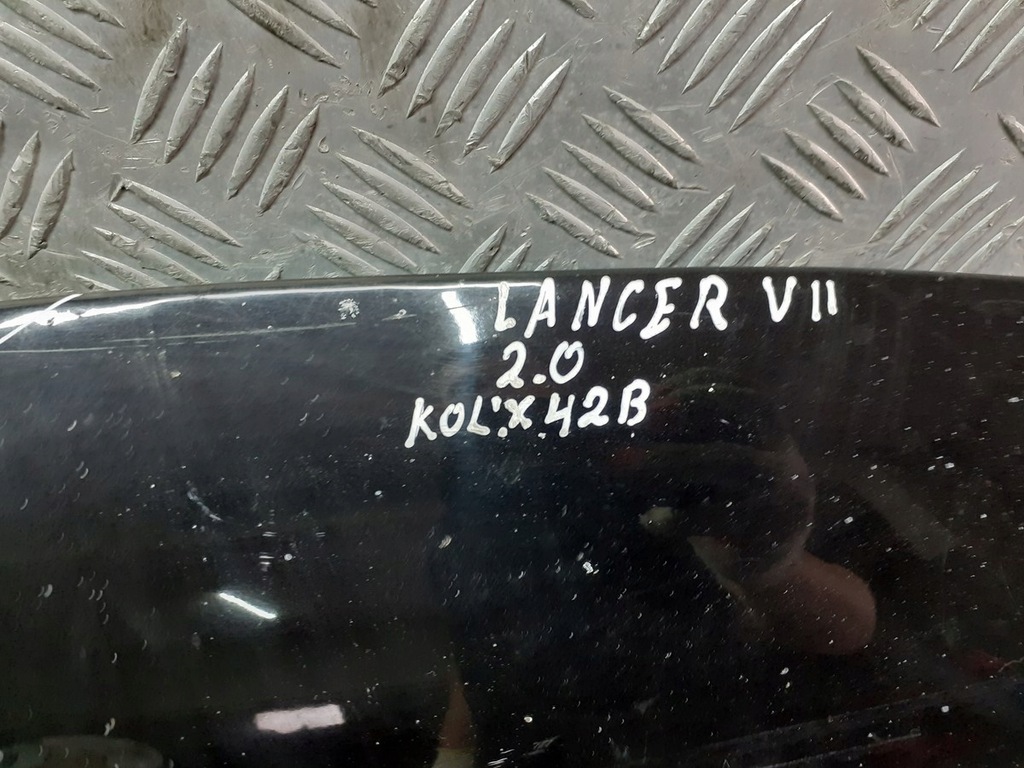 LANCER VII
2.0
KOL: X42B